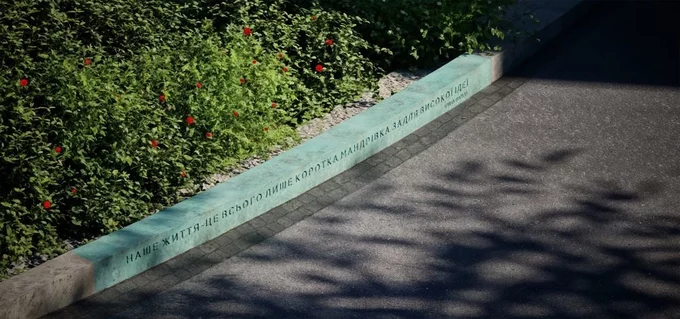 НАШЕ ЖИТТЯ-ЦЕ ВСЬОГО ЛИШЕ КОРОТКА МАНДРІВКА ЗАДЛЯ ВИСОКОЇ ІДЕЇ